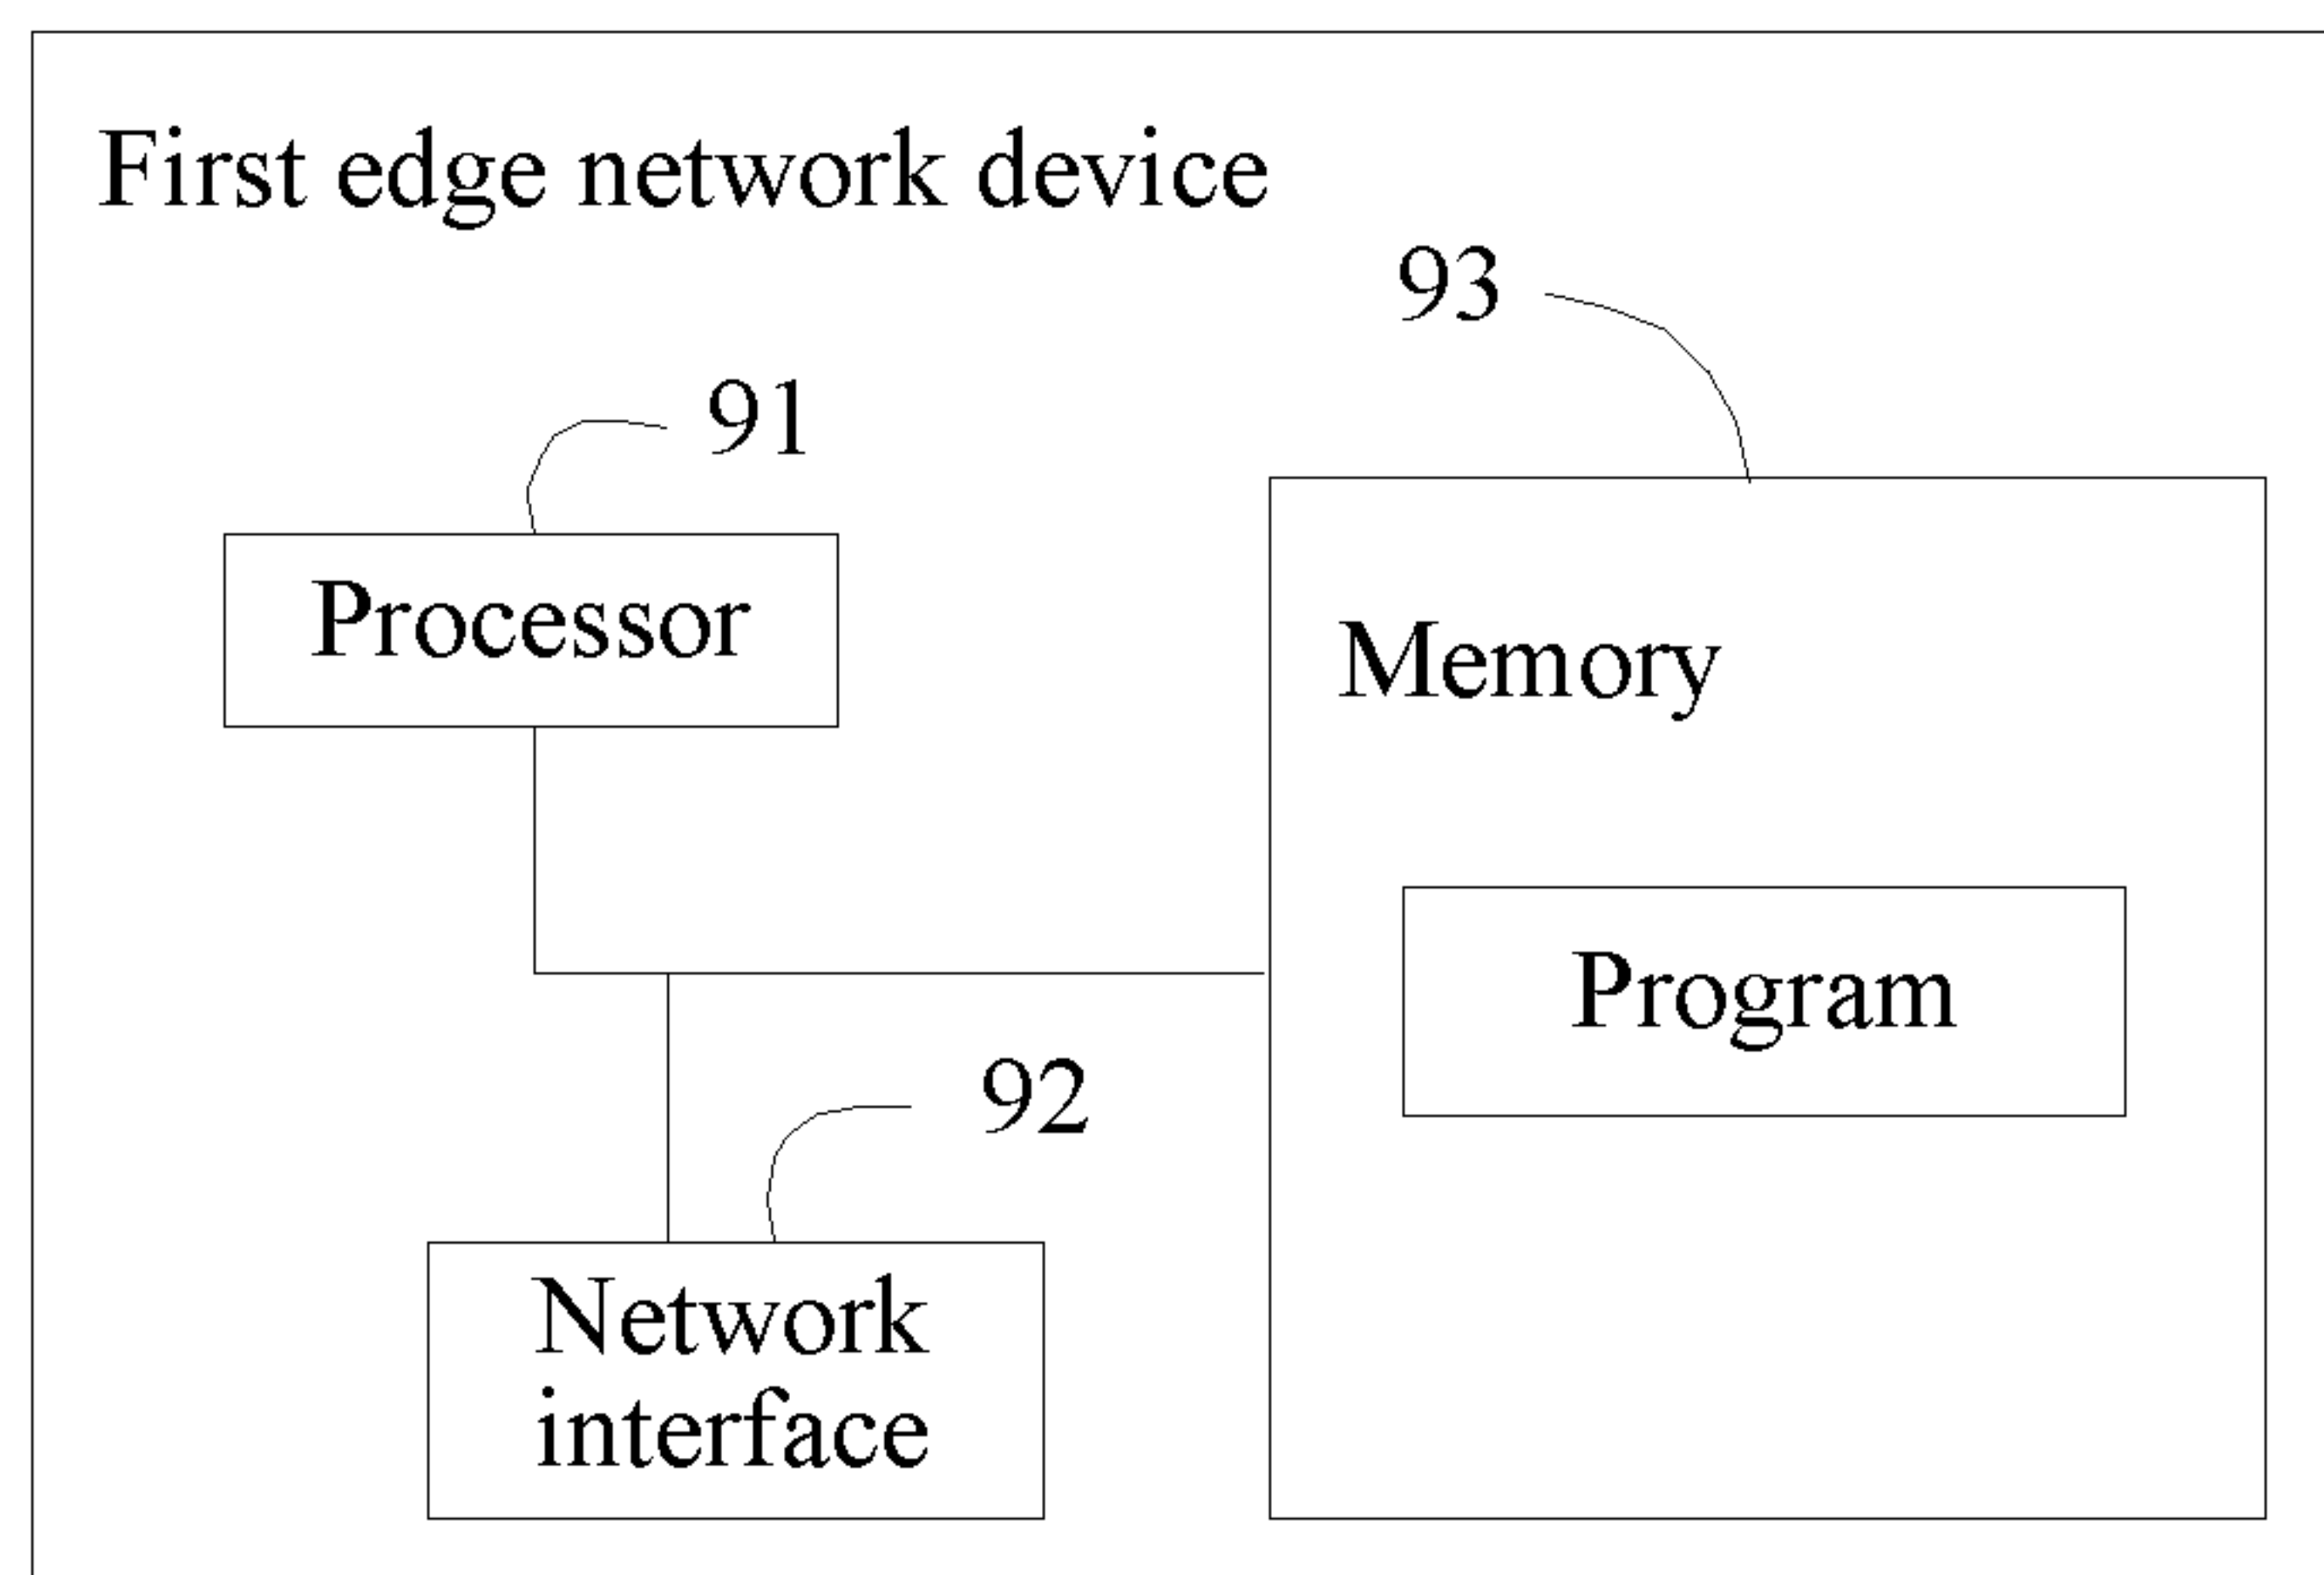 First edge network device
93
91
Processor
Memory
Program
92
Network
interface